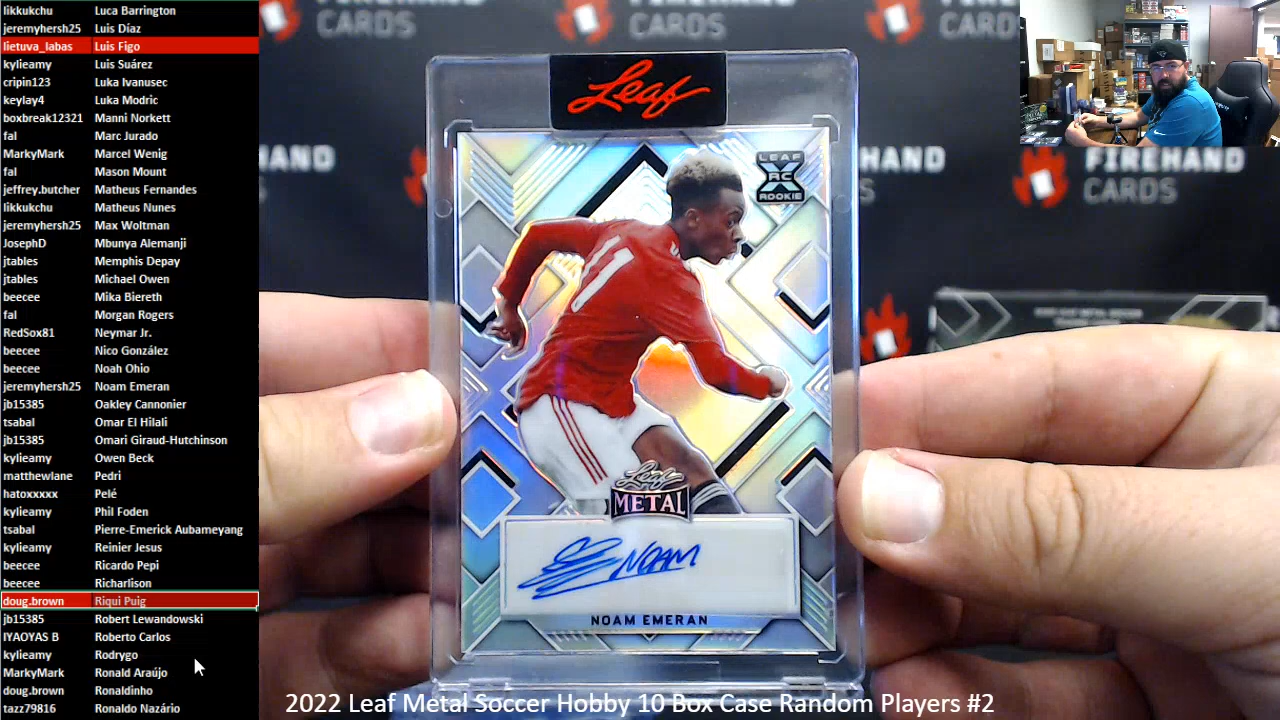 likkukchu Luca Barrington
jeremyhersh25 Luis Díaz
lietuva_labas Luis Figo
kylieamy Luis Suárez
cripin123 Luka Ivanusec
keylay4 Luka Modric
boxbreak12321 Manni Norkett
fal Marc Jurado
MarkyMark Marcel Wenig
fal Mason Mount
jeffrey.butcher Matheus Fernandes
likkukchu Matheus Nunes
jeremyhersh25 Max Woltman
JosephD Mbunya Alemanji
jtables Memphis Depay
jtables Michael Owen
beecee Mika Biereth
fal Morgan Rogers
RedSox81 Neymar Jr.
beecee Nico González
beecee Noah Ohio
jeremyhersh25 Noam Emeran
jb15385 Oakley Cannonier
tsabal Omar El Hilali
jb15385 Omari Giraud-Hutchinson
kylieamy Owen Beck
matthewlane Pedri
hatoxxxxx Pelé
kylieamy Phil Foden
tsabal Pierre-Emerick Aubameyang
kylieamy Reinier Jesus
beecee Ricardo Pepi
beecee Richarlison
doug.brown Riqui Puig
jb15385 Robert Lewandowski
IYAOYAS B Roberto Carlos
kylieamy Rodrygo
MarkyMark Ronald Araújo
doug.brown Ronaldinho
tazz79816 Ronaldo Nazário
Leaf
LEAF
RC
ROOKIE
11
FIREHAND
CARDS
Leaf
METAL
NOAM
NOAM EMERAN
2022 Leaf Metal Soccer Hobby 10 Box Case Random Players #2